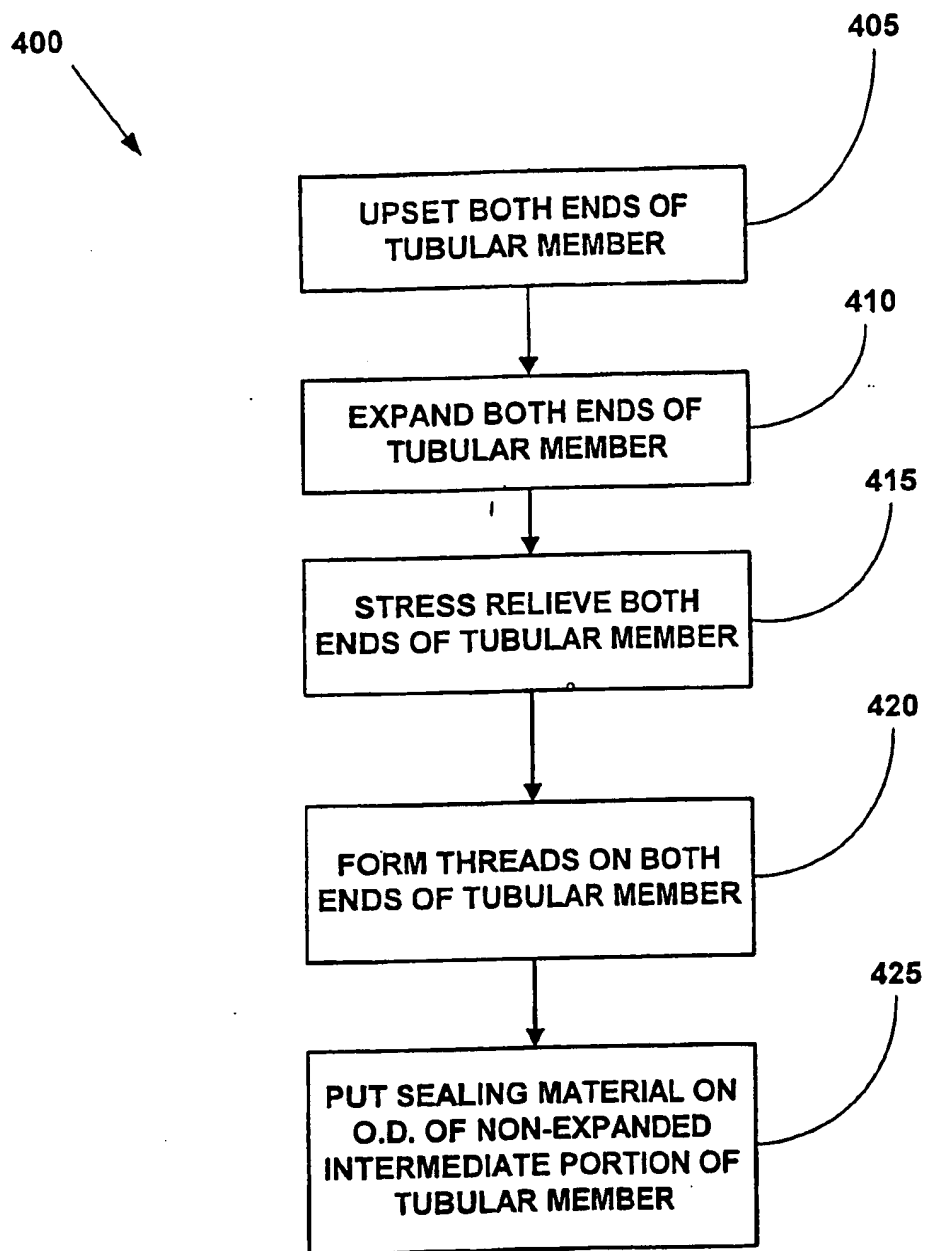 400
405
UPSET BOTH ENDS OF
TUBULAR MEMBER
410
EXPAND BOTH ENDS OF
TUBULAR MEMBER
415
STRESS RELIEVE BOTH
ENDS OF TUBULAR MEMBER
420
FORM THREADS ON BOTH
ENDS OF TUBULAR MEMBER
425
PUT SEALING MATERIAL ON
O.D. OF NON-EXPANDED
INTERMEDIATE PORTION OF
TUBULAR MEMBER